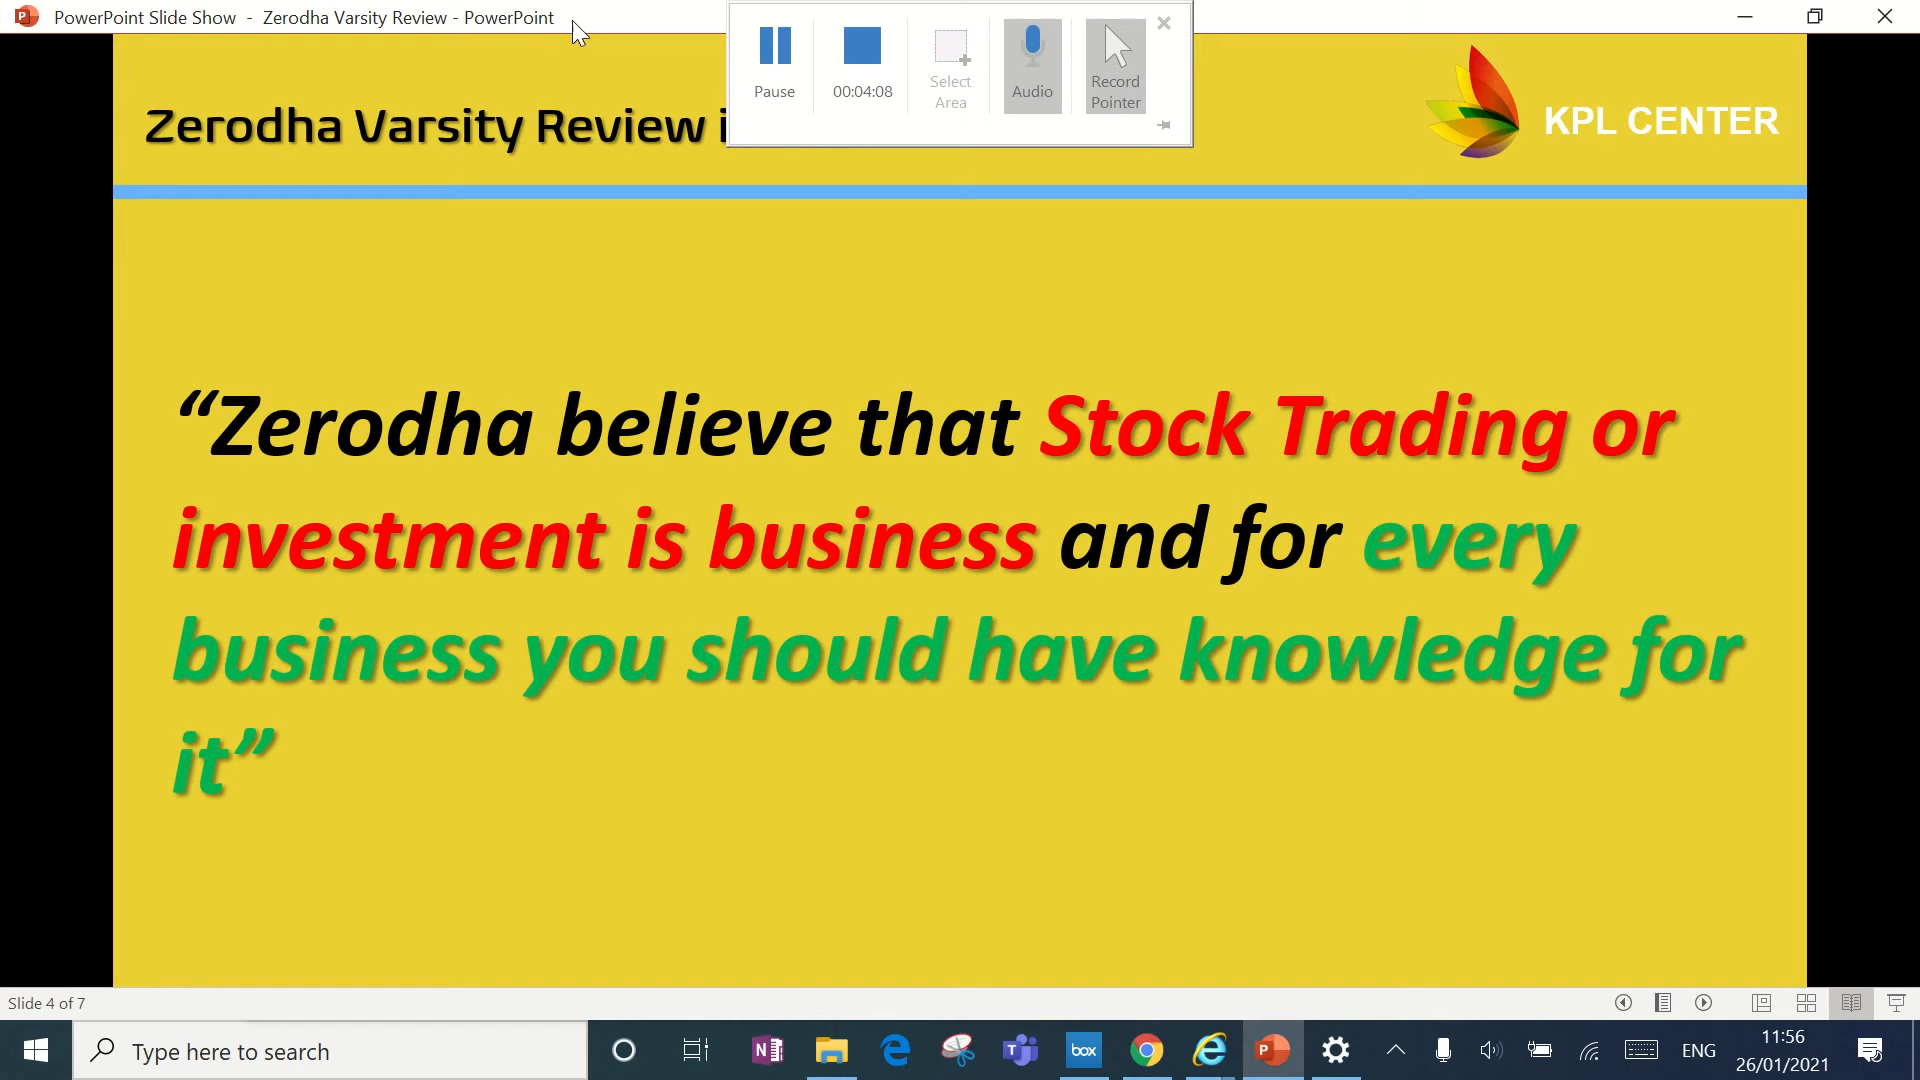 PowerPoint Slide Show - Zerodha Varsity Review - PowerPoint
Pause
00:04:08
Select
Area
Audio
Record
Pointer
Zerodha Varsity Review i
KPL CENTER
“Zerodha believe that Stock Trading or
investment is business and for every
business you should have knowledge for
it”
Slide 4 of 7
Type here to search
N
box
P
ENG
11:56
26/01/2021